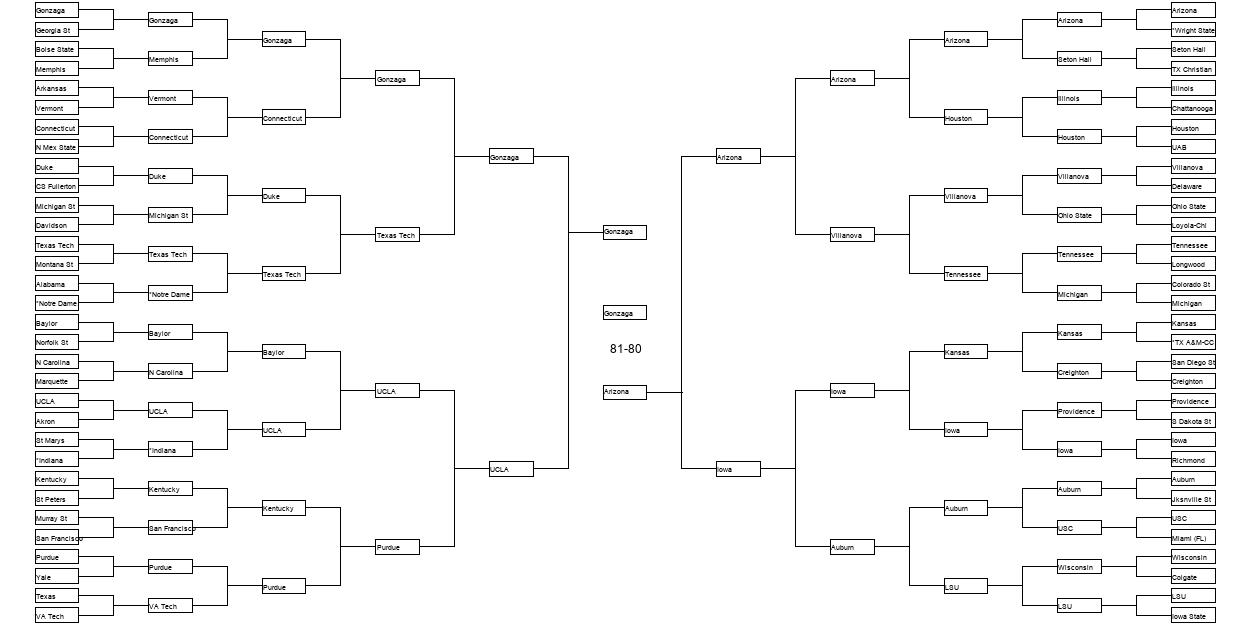 Gonzaga
Georgia St
Boise State
Memphis
Arkansas
Vermont
Connecticut
N Mex State
Duke
CS Fullerton
Michigan St
Davidson
Texas Tech
Montana St
Alabama
*Notre Dame
Baylor
Norfolk St
N Carolina
Marquette
UCLA
Akron
St Marys
*Indiana
Kentucky
St Peters
Murray St
San Francisco
Purdue
Yale
Texas
VA Tech
Gonzaga
Memphis
Vermont
Connecticut
Duke
Michigan St
Texas Tech
*Notre Dame
Baylor
N Carolina
UCLA
*Indiana
Kentucky
San Francisco
Purdue
VA Tech
Gonzaga
Connecticut
Duke
Texas Tech
Baylor
UCLA
Kentucky
Purdue
Gonzaga
Texas Tech
UCLA
Purdue
Gonzaga
UCLA
Gonzaga
Gonzaga
81-80
Arizona
Arizona
Iowa
Arizona
Villanova
Iowa
Auburn
Arizona
Houston
Villanova
Tennessee
Kansas
Iowa
Auburn
LSU
Arizona
Seton Hall
Illinois
Houston
Villanova
Ohio State
Tennessee
Michigan
Kansas
Creighton
Providence
Iowa
Auburn
USC
Wisconsin
LSU
Arizona
*Wright State
Seton Hall
TX Christian
Illinois
Chattanooga
Houston
UAB
Villanova
Delaware
Ohio State
Loyola-Chi
Tennessee
Longwood
Colorado St
Michigan
Kansas
*TX A&M-CC
San Diego St
Creighton
Providence
S Dakota St
Iowa
Richmond
Auburn
Jksnville St
USC
Miami (FL)
Wisconsin
Colgate
LSU
Iowa State